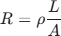 R = ρ L/A